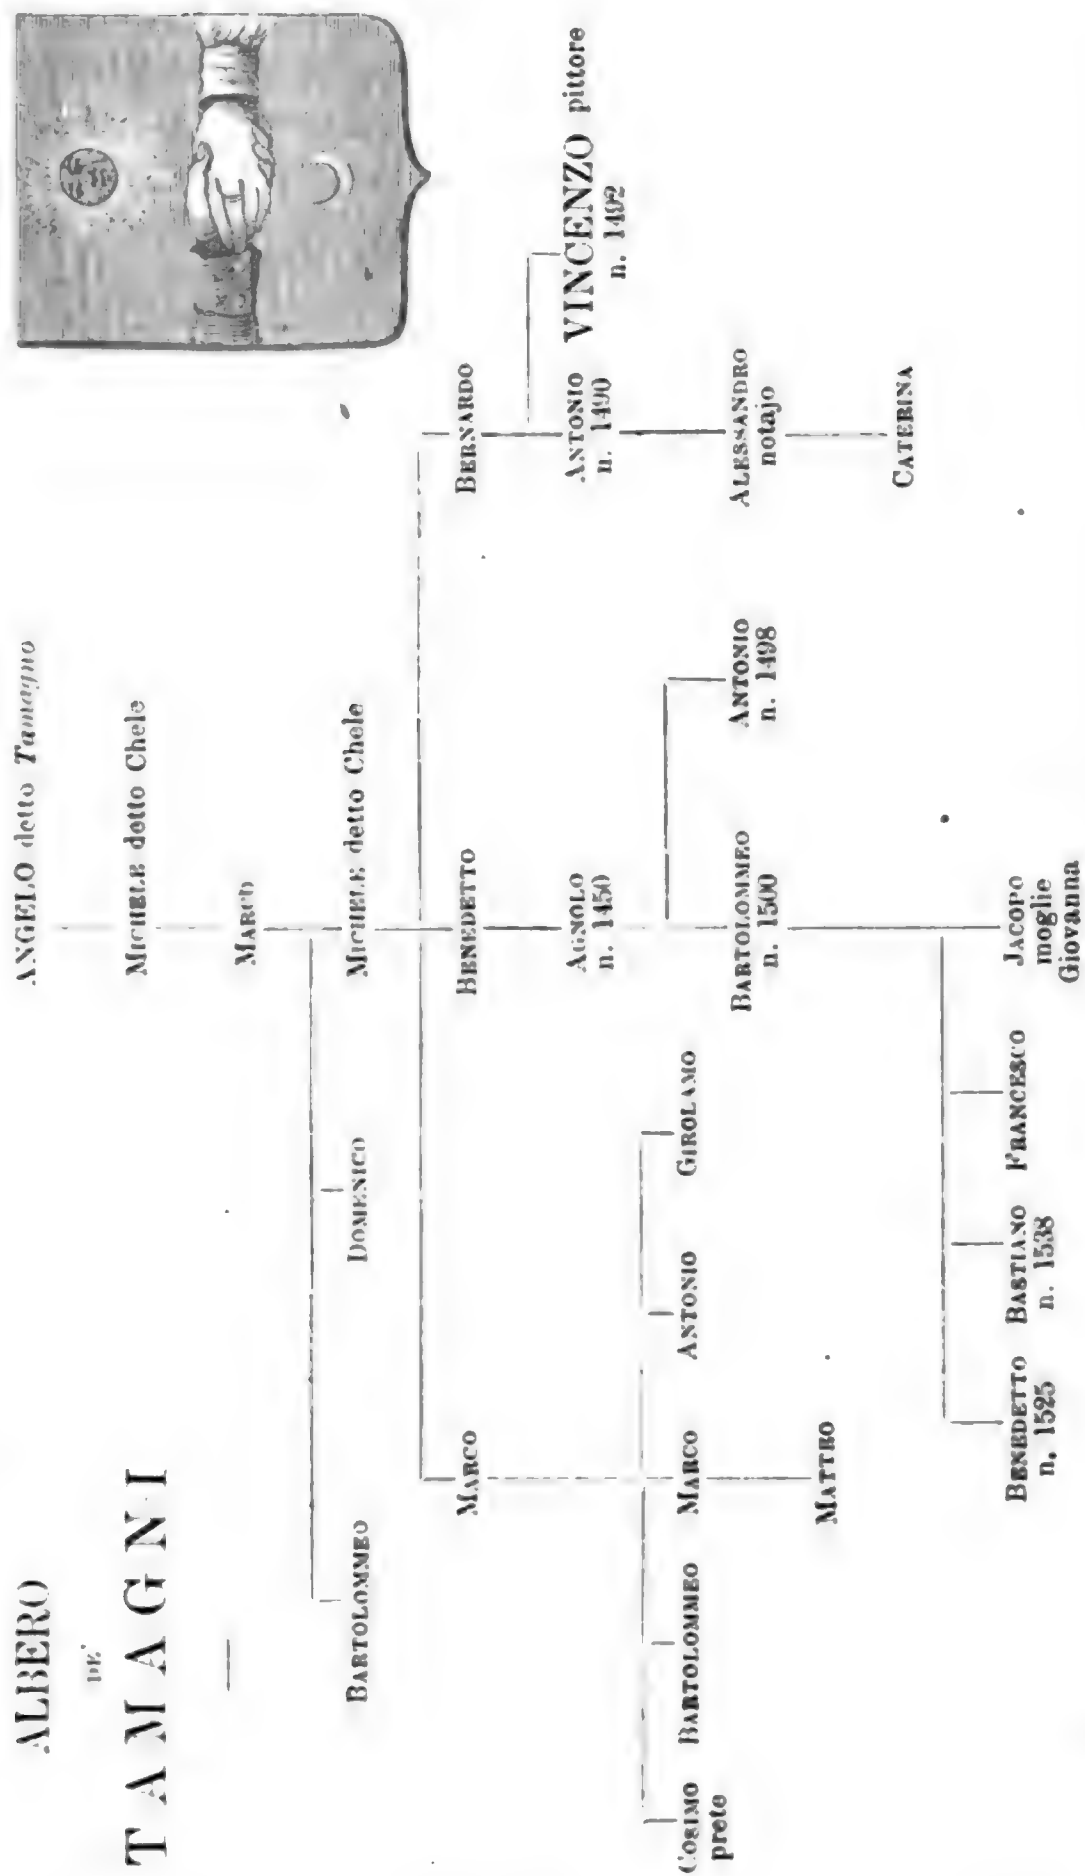 ALBERO
DE'
TAMAGNI
ANGELO detto Tamagno
MICHELE detto Chele
MARCO
BARTOLOMMEO DOMENICO MICHELE detto Chele
MARCO BENEDETTO BERNARDO
AGNOLO ANTONIO VINCENZO pittore
n. 1450 n. 1490 n. 1492
COSIMO BARTOLOMMEO MARCO ANTONIO GIROLAMO
prete
BARTOLOMMEO ANTONIO ALESSANDRO
n. 1500 n. 1498 notajo
MATTEO
CATERINA
BENEDETTO BASTIANO FRANCESCO JACOPO
n. 1525 n. 1538 moglie
Giovanna